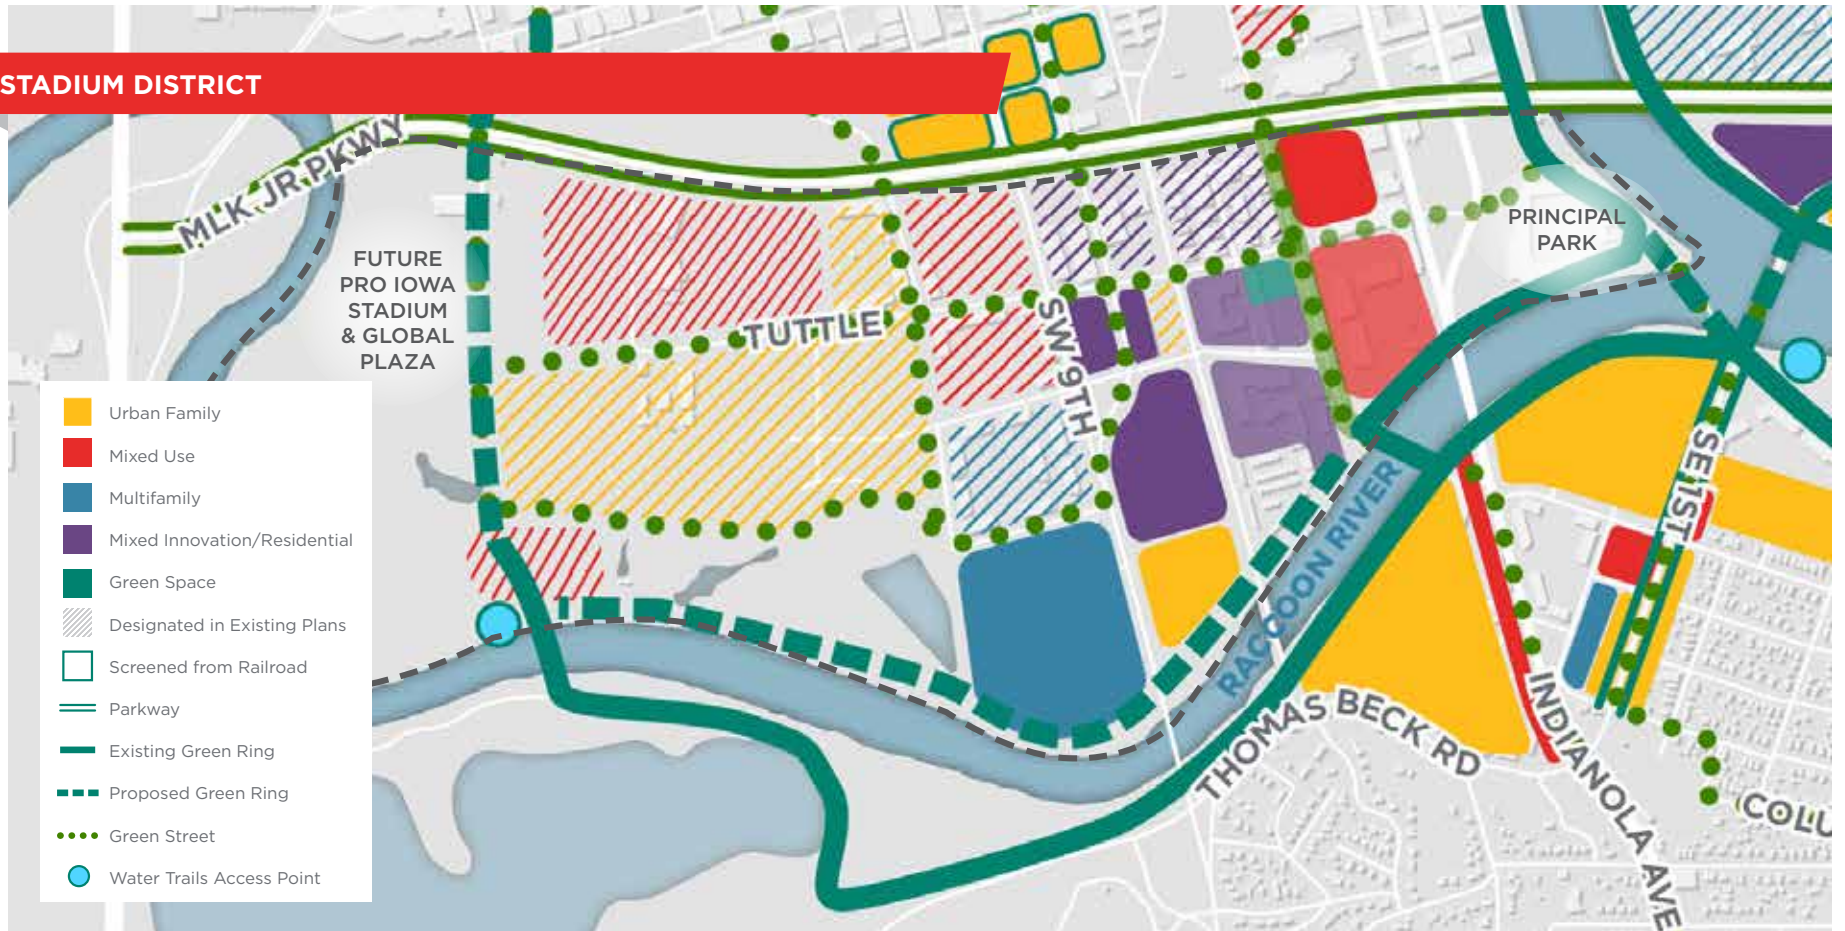 STADIUM DISTRICT
MLK JR PKWY
FUTURE
PRO IOWA
STADIUM
& GLOBAL
PLAZA
PRINCIPAL
PARK
TUTTLE
SW 9TH
SE 1ST
RACCOON RIVER
THOMAS BECK RD
INDIANOLA AVE
COLU
Urban Family
Mixed Use
Multifamily
Mixed Innovation/Residential
Green Space
Designated in Existing Plans
Screened from Railroad
Parkway
Existing Green Ring
Proposed Green Ring
Green Street
Water Trails Access Point